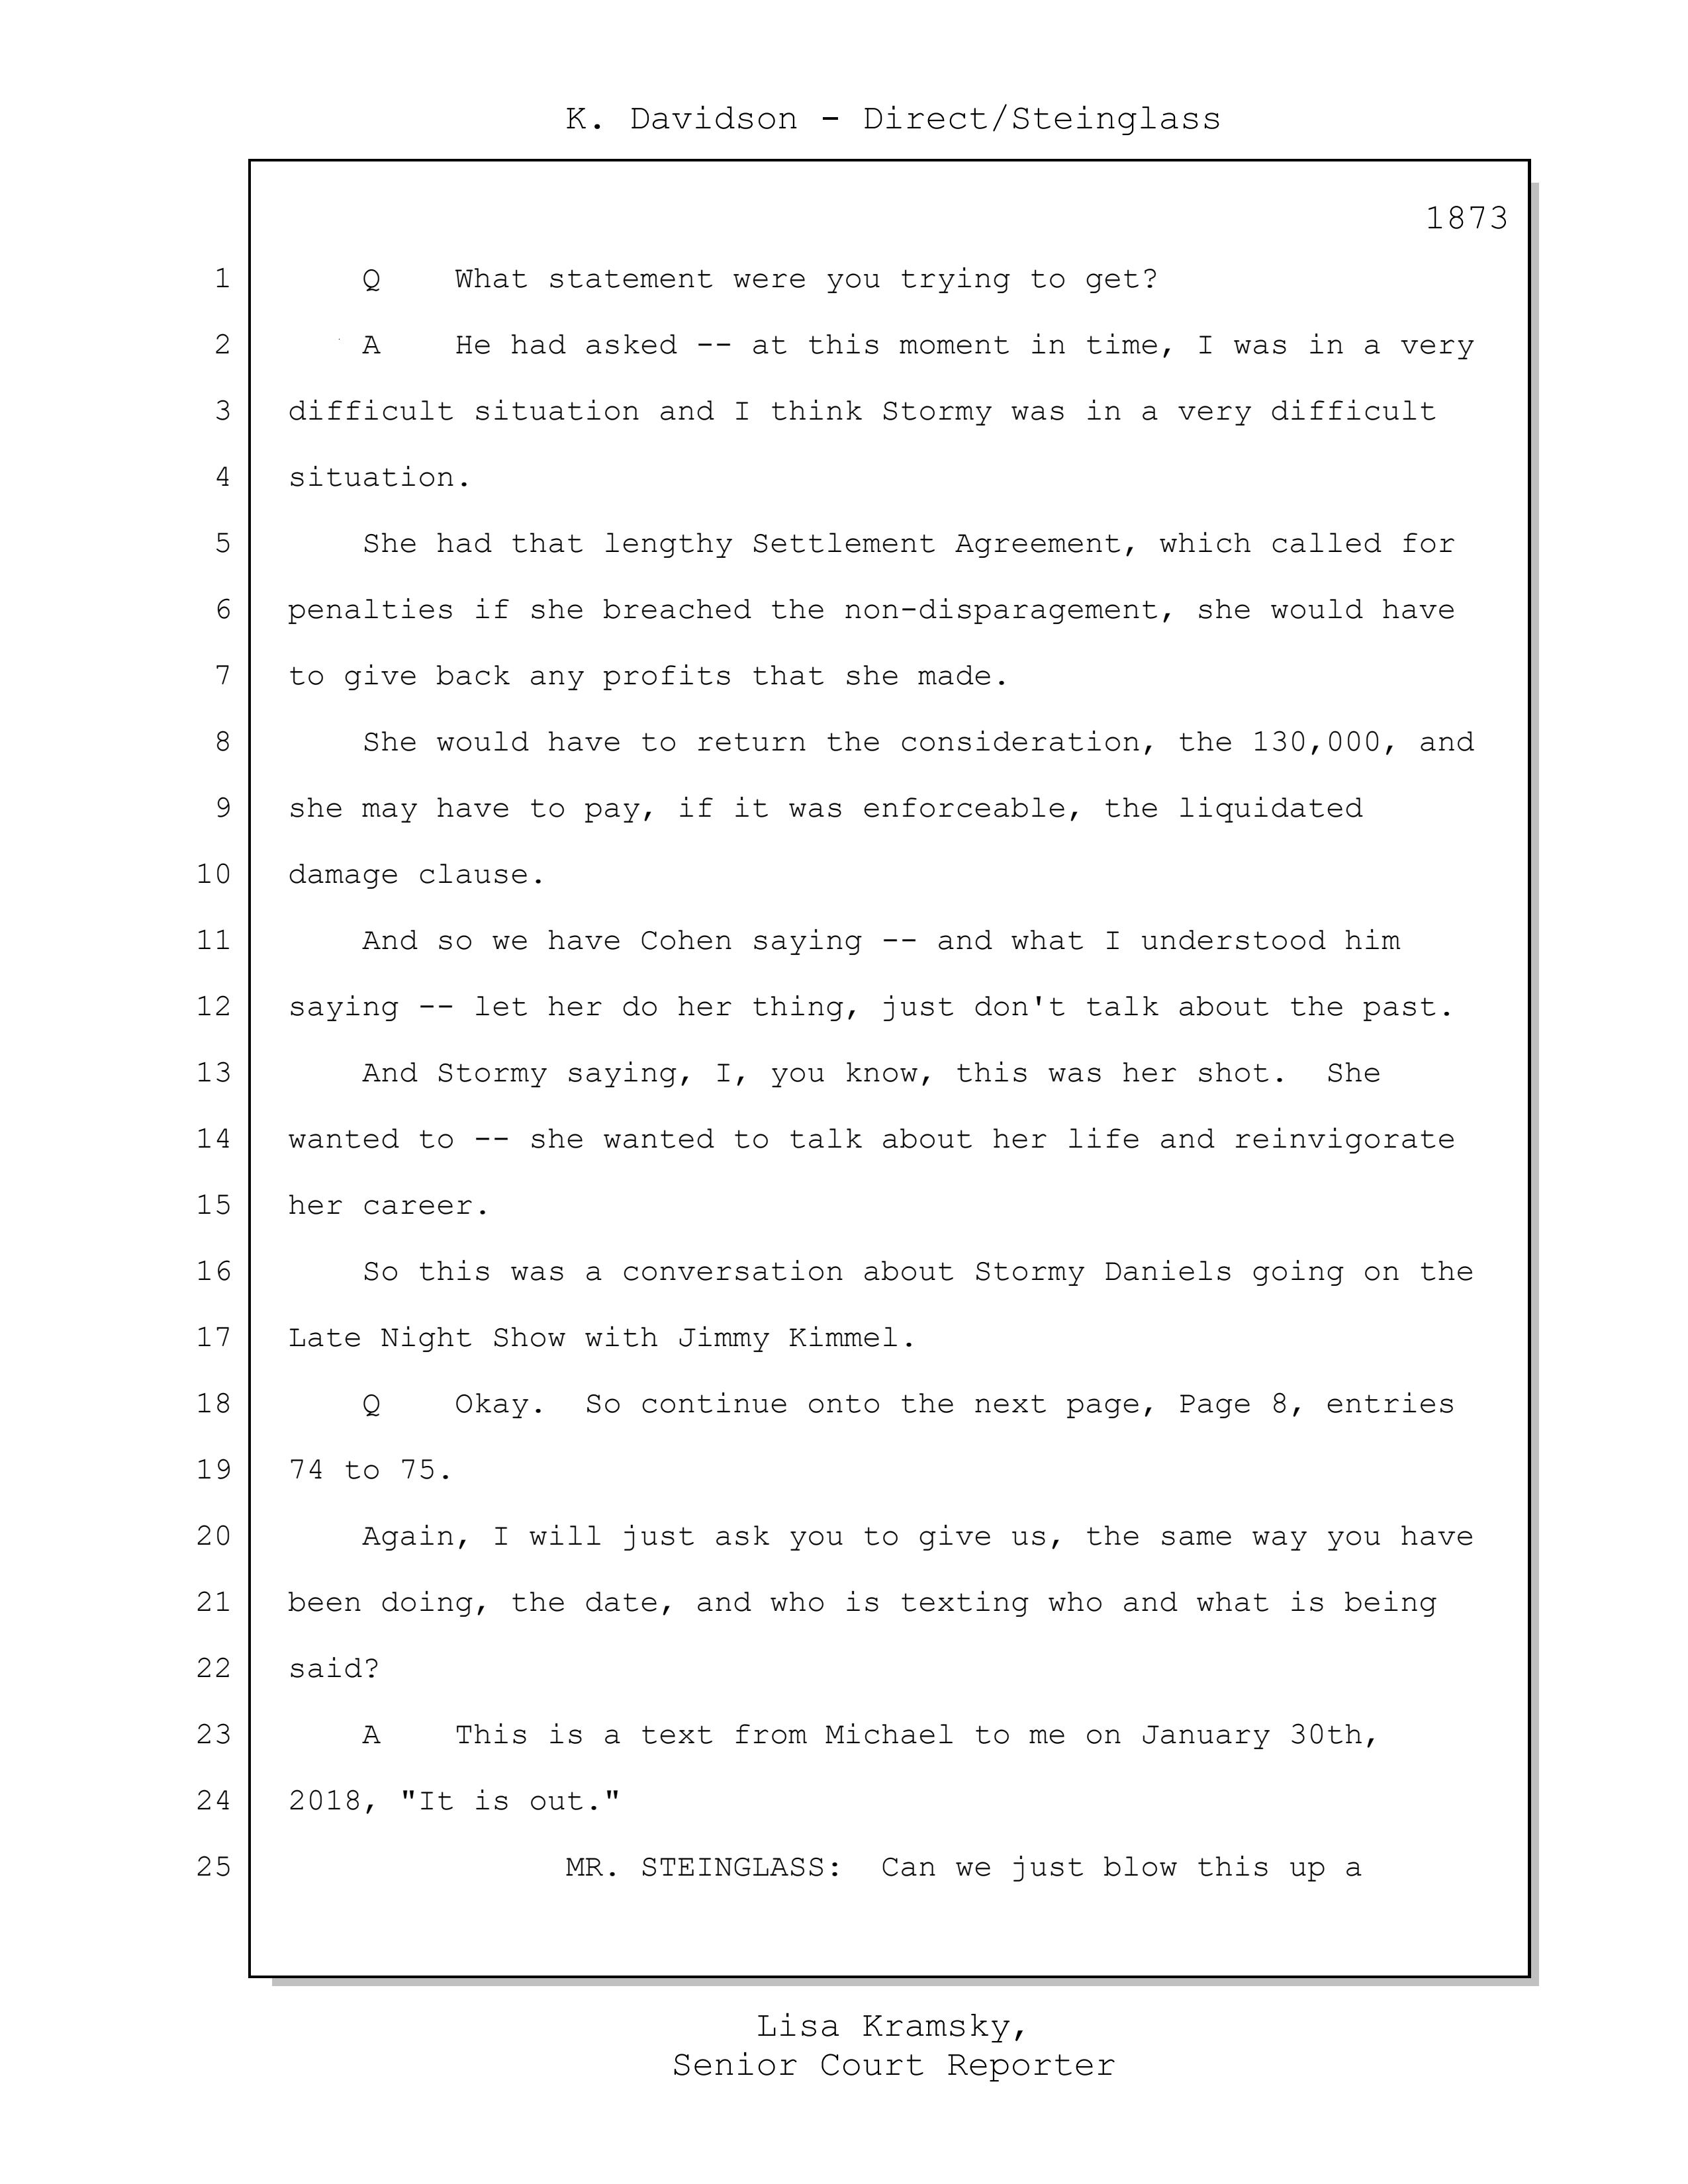 K. Davidson - Direct/Steinglass
1873
1 Q What statement were you trying to get?
2 A He had asked -- at this moment in time, I was in a very
3 difficult situation and I think Stormy was in a very difficult
4 situation.
5 She had that lengthy Settlement Agreement, which called for
6 penalties if she breached the non-disparagement, she would have
7 to give back any profits that she made.
8 She would have to return the consideration, the 130,000, and
9 she may have to pay, if it was enforceable, the liquidated
10 damage clause.
11 And so we have Cohen saying -- and what I understood him
12 saying -- let her do her thing, just don't talk about the past.
13 And Stormy saying, I, you know, this was her shot. She
14 wanted to -- she wanted to talk about her life and reinvigorate
15 her career.
16 So this was a conversation about Stormy Daniels going on the
17 Late Night Show with Jimmy Kimmel.
18 Q Okay. So continue onto the next page, Page 8, entries
19 74 to 75.
20 Again, I will just ask you to give us, the same way you have
21 been doing, the date, and who is texting who and what is being
22 said?
23 A This is a text from Michael to me on January 30th,
24 2018, "It is out."
25 MR. STEINGLASS: Can we just blow this up a
Lisa Kramsky,
Senior Court Reporter